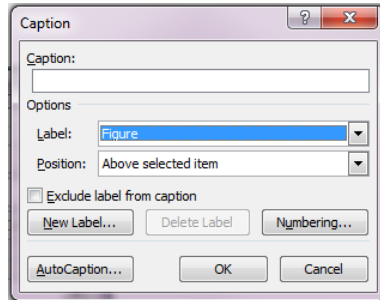 Caption
Caption:
Options
Label: Figure
Position: Above selected item
Exclude label from caption
New Label... Delete Label Numbering...
AutoCaption... OK Cancel